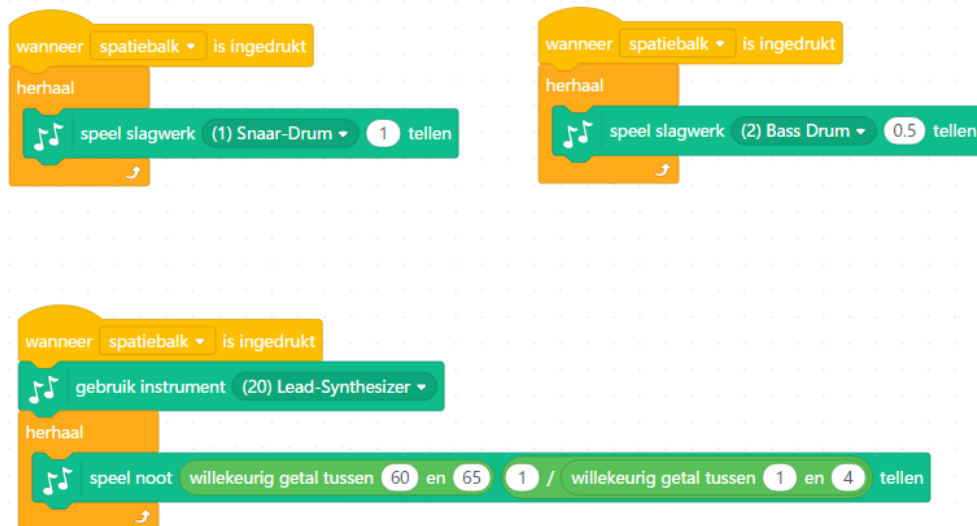 wanneer spatiebalk is ingedrukt
herhaal
speel slagwerk (1) Snaar-Drum 1 tellen
wanneer spatiebalk is ingedrukt
herhaal
speel slagwerk (2) Bass Drum 0.5 tellen
wanneer spatiebalk is ingedrukt
gebruik instrument (20) Lead-Synthesizer
herhaal
speel noot willekeurig getal tussen 60 en 65 1 / willekeurig getal tussen 1 en 4 tellen